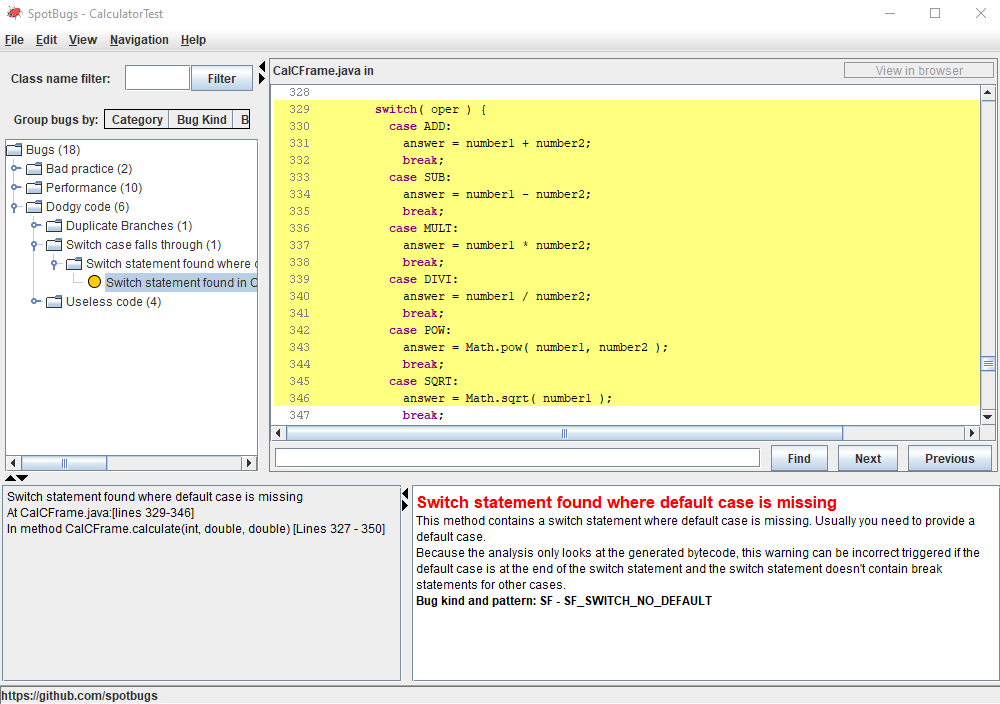 SpotBugs - CalculatorTest
File Edit View Navigation Help
Class name filter: Filter
Group bugs by: Category Bug Kind B
Bugs (18)
Bad practice (2)
Performance (10)
Dodgy code (6)
Duplicate Branches (1)
Switch case falls through (1)
Switch statement found where
Switch statement found in C
Useless code (4)
CalCFrame.java in
View in browser
328
329 switch( oper ) {
330 case ADD:
331 answer = number1 + number2;
332 break;
333 case SUB:
334 answer = number1 - number2;
335 break;
336 case MULT:
337 answer = number1 * number2;
338 break;
339 case DIVI:
340 answer = number1 / number2;
341 break;
342 case POW:
343 answer = Math.pow( number1, number2 );
344 break;
345 case SQRT:
346 answer = Math.sqrt( number1 );
347 break;
Find Next Previous
Switch statement found where default case is missing
At CalCFrame.java:[lines 329-346]
In method CalCFrame.calculate(int, double, double) [Lines 327 - 350]
Switch statement found where default case is missing
This method contains a switch statement where default case is missing. Usually you need to provide a
default case.
Because the analysis only looks at the generated bytecode, this warning can be incorrect triggered if the
default case is at the end of the switch statement and the switch statement doesn't contain break
statements for other cases.
Bug kind and pattern: SF - SF_SWITCH_NO_DEFAULT
https://github.com/spotbugs